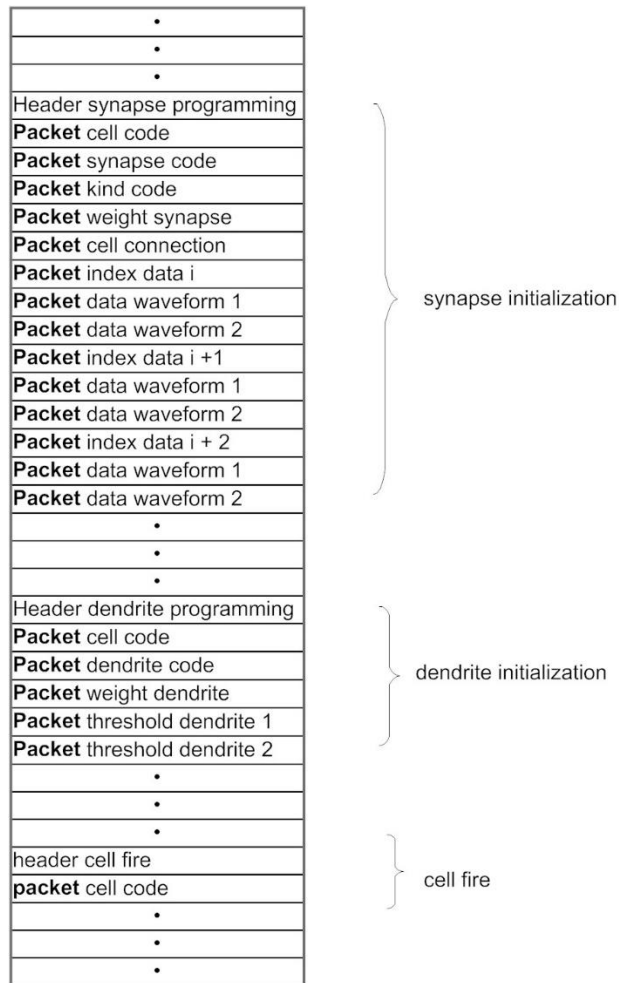 •
•
•
Header synapse programming
Packet cell code
Packet synapse code
Packet kind code
Packet weight synapse
Packet cell connection
Packet index data i
Packet data waveform 1
Packet data waveform 2
Packet index data i +1
Packet data waveform 1
Packet data waveform 2
Packet index data i + 2
Packet data waveform 1
Packet data waveform 2
synapse initialization
•
•
•
Header dendrite programming
Packet cell code
Packet dendrite code
Packet weight dendrite
Packet threshold dendrite 1
Packet threshold dendrite 2
dendrite initialization
•
•
•
header cell fire
packet cell code
cell fire
•
•
•